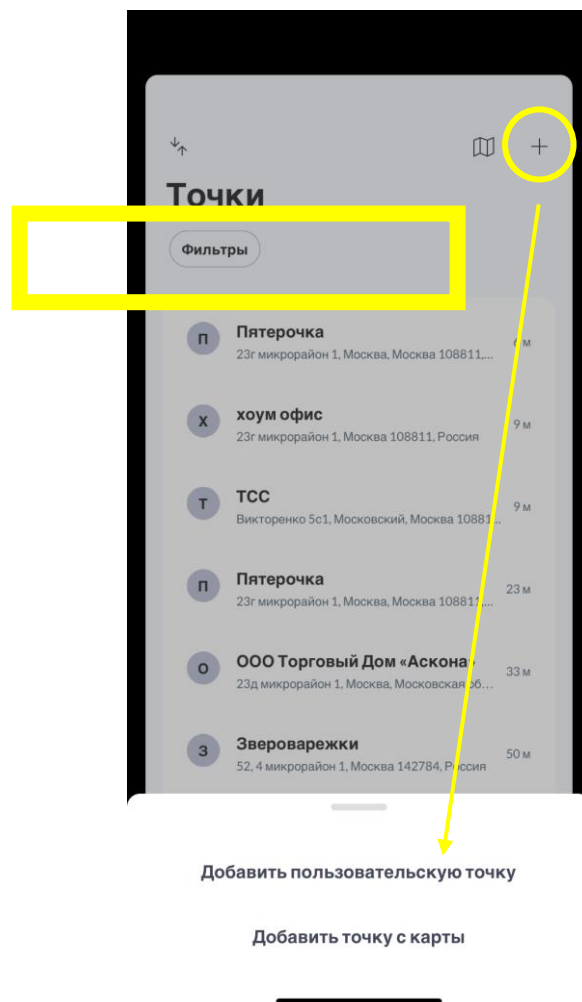 Точки
Фильтры
П
Пятерочка
23г микрорайон 1, Москва, Москва 108811,...
6 м
Х
хоум офис
23г микрорайон 1, Москва 108811, Россия
9 м
Т
ТСС
Викторенко 5с1, Московский, Москва 10881...
9 м
П
Пятерочка
23г микрорайон 1, Москва, Москва 108811,...
23 м
О
ООО Торговый Дом «Аскона»
23д микрорайон 1, Москва, Московская об...
33 м
З
Звероварежки
52, 4 микрорайон 1, Москва 142784, Россия
50 м
Добавить пользовательскую точку
Добавить точку с карты